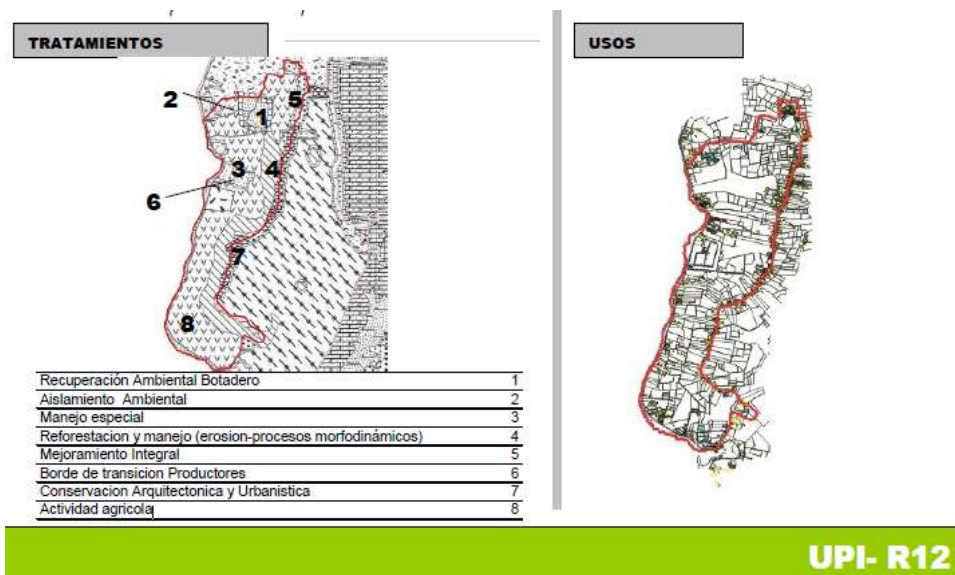 TRATAMIENTOS
2
1
5
3
4
6
7
8
Recuperación Ambiental Botadero 1
Aislamiento Ambiental 2
Manejo especial 3
Reforestacion y manejo (erosion-procesos morfodinámicos) 4
Mejoramiento Integral 5
Borde de transicion Productores 6
Conservacion Arquitectonica y Urbanistica 7
Actividad agricola 8
USOS
UPI- R12